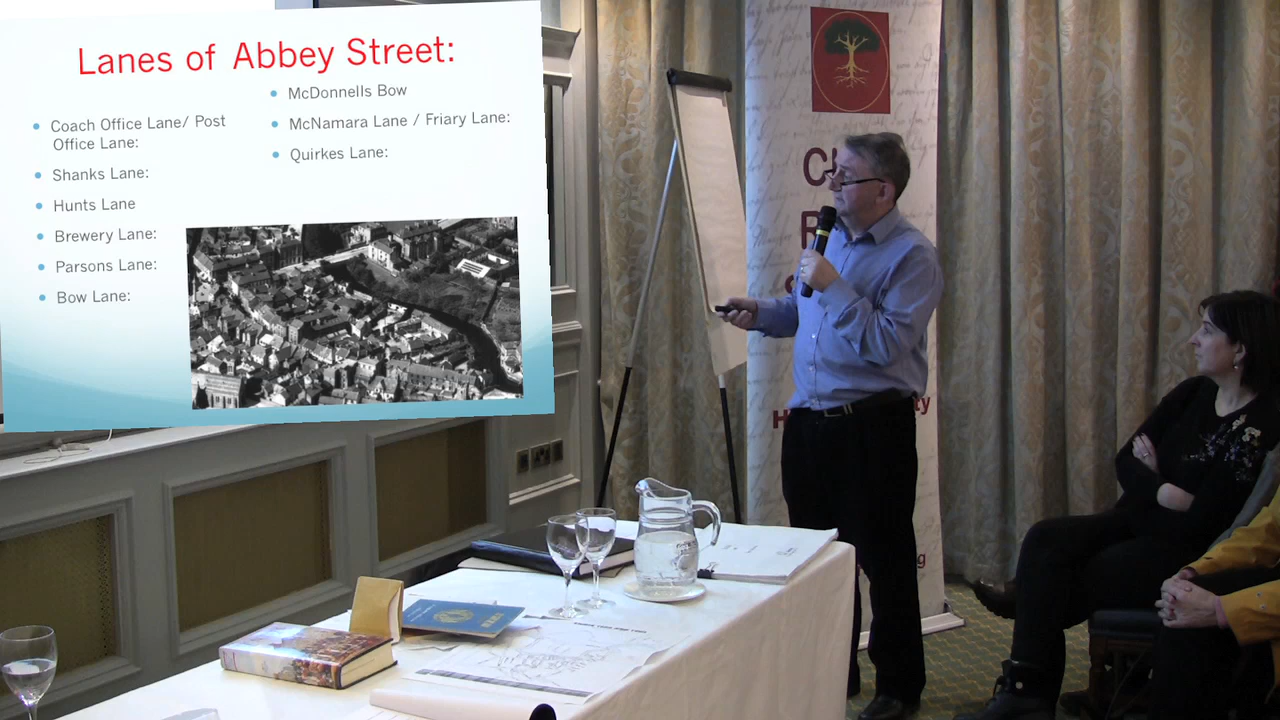 Lanes of Abbey Street:
Coach Office Lane/ Post
Office Lane:
Shanks Lane:
Hunts Lane
Brewery Lane:
Parsons Lane:
Bow Lane:
McDonnells Bow
McNamara Lane / Friary Lane:
Quirkes Lane: